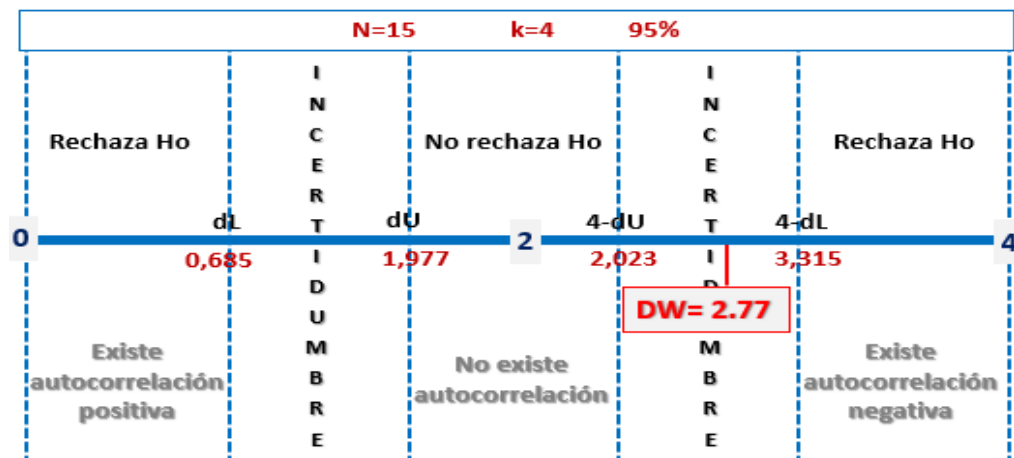 N=15 k=4 95%
Rechaza Ho
INCERTIDUMBRE
No rechaza Ho
INCERTIDMBRE
Rechaza Ho
0
dL
dU
2
4-dU
4-dL
4
0,685
1,977
2,023
3,315
DW= 2.77
Existe
autocorrelación
positiva
No existe
autocorrelación
Existe
autocorrelación
negativa